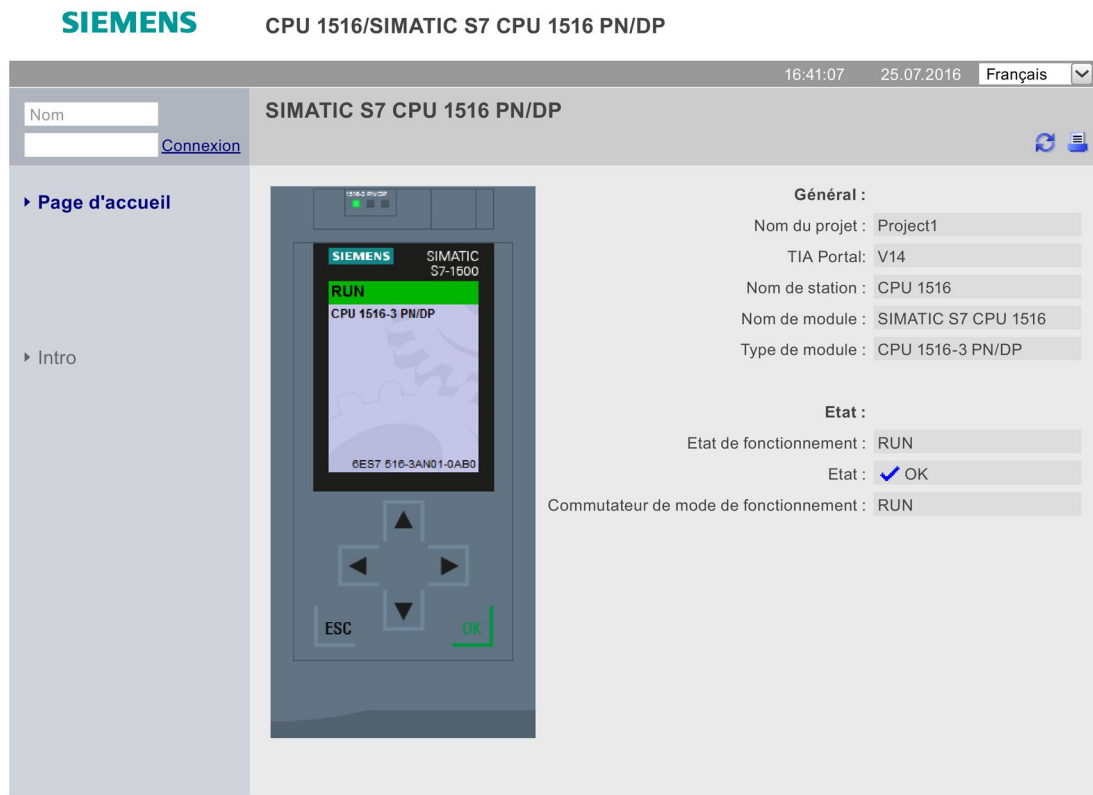 SIEMENS
CPU 1516/SIMATIC S7 CPU 1516 PN/DP
16:41:07 25.07.2016 Français
Nom
Connexion
SIMATIC S7 CPU 1516 PN/DP
Page d'accueil
Intro
1516-3 PN/DP
SIEMENS
SIMATIC
S7-1500
RUN
CPU 1516-3 PN/DP
6ES7 516-3AN01-0AB0
ESC
OK
Général :
Nom du projet : Project1
TIA Portal: V14
Nom de station : CPU 1516
Nom de module : SIMATIC S7 CPU 1516
Type de module : CPU 1516-3 PN/DP
Etat :
Etat de fonctionnement : RUN
Etat : OK
Commutateur de mode de fonctionnement : RUN